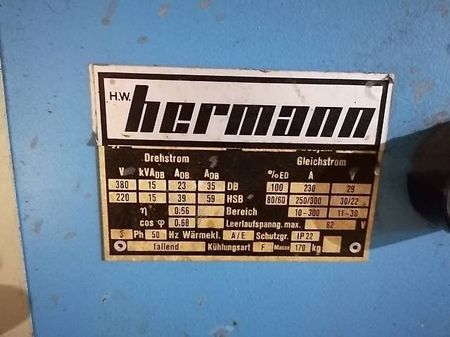 H.W. hermann
Drehstrom Gleichstrom
V kVA DB A DB A DB %ED A V
380 15 23 35 DB 100 230 29
220 15 39 59 HSB 80/60 250/300 30/22
η 0:56 Bereich 10-300 11-30
cos φ 0.68 Leerlaufspanng. max. 62 V
3 Ph 50 Hz Wärmekl. A/E Schutzgr. IP22
fallend Kühlungsart F Masse 170 kg